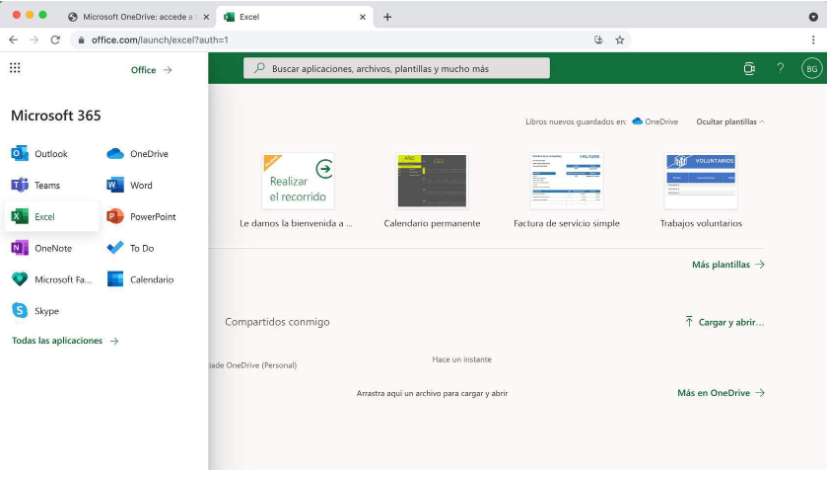 Microsoft OneDrive: accede a
Excel
office.com/launch/excel?auth=1
Office →
Buscar aplicaciones, archivos, plantillas y mucho más
?
BG
Microsoft 365
Outlook
OneDrive
Teams
Word
Excel
PowerPoint
OneNote
To Do
Microsoft Fa...
Calendario
Skype
Todas las aplicaciones →
Libros nuevos guardados en: OneDrive
Ocultar plantillas
Realizar
el recorrido
AÑO
VOLUNTARIOS
Le damos la bienvenida a ...
Calendario permanente
Factura de servicio simple
Trabajos voluntarios
Más plantillas →
Compartidos conmigo
Cargar y abrir...
iade OneDrive (Personal)
Hace un instante
Arrastra aquí un archivo para cargar y abrir
Más en OneDrive →